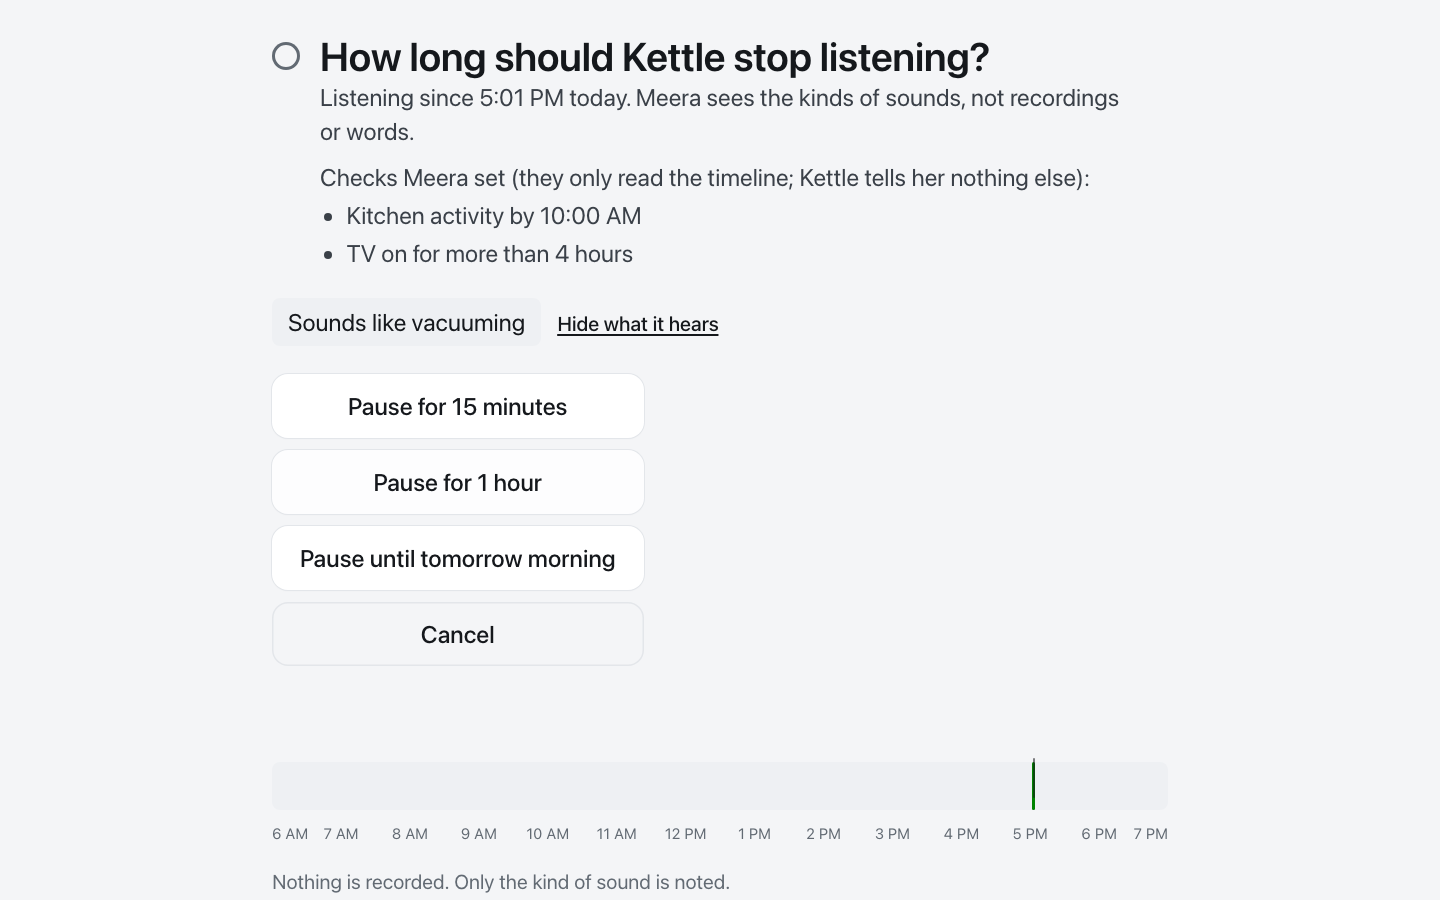 How long should Kettle stop listening?
Listening since 5:01 PM today. Meera sees the kinds of sounds, not recordings
or words.
Checks Meera set (they only read the timeline; Kettle tells her nothing else):
• Kitchen activity by 10:00 AM
• TV on for more than 4 hours
Sounds like vacuuming Hide what it hears
Pause for 15 minutes
Pause for 1 hour
Pause until tomorrow morning
Cancel
6 AM 7 AM 8 AM 9 AM 10 AM 11 AM 12 PM 1 PM 2 PM 3 PM 4 PM 5 PM 6 PM 7 PM
Nothing is recorded. Only the kind of sound is noted.